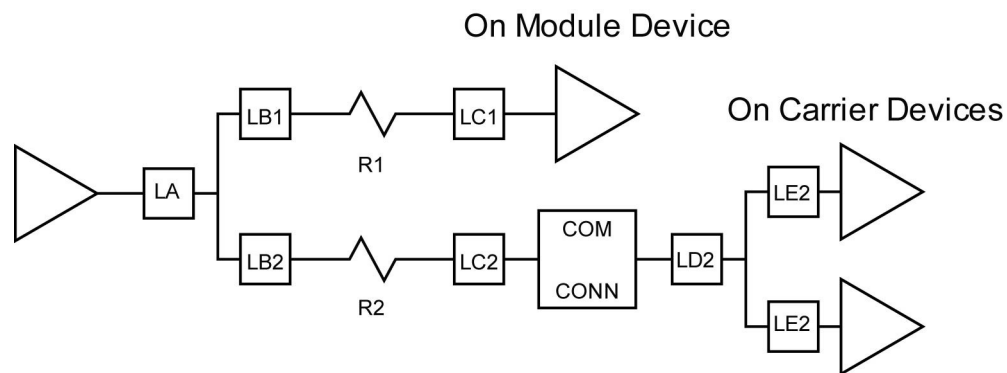 On Module Device
On Carrier Devices
LB1
R1
LC1
LA
LE2
COM
CONN
LB2
R2
LC2
LD2
LE2